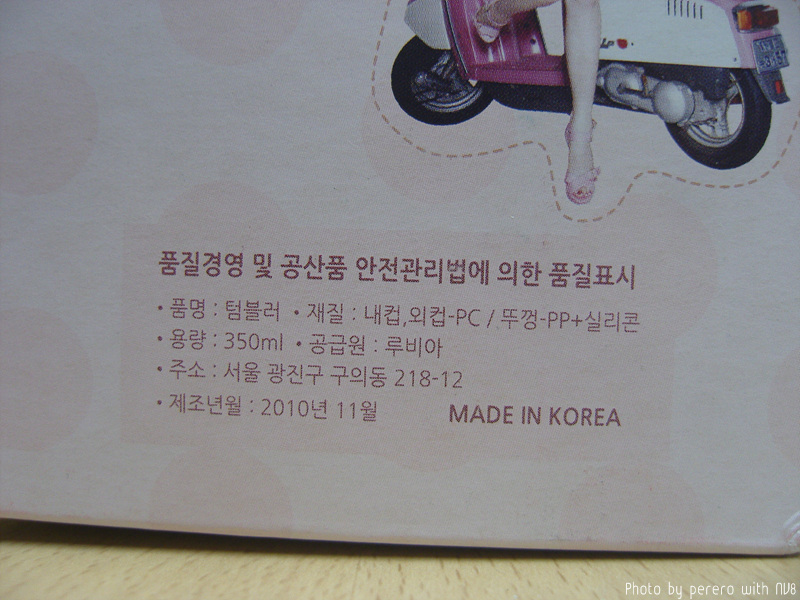 품질경영 및 공산품 안전관리법에 의한 품질표시
• 품명 : 텀블러 • 재질 : 내컵,외컵-PC / 뚜껑-PP+실리콘
• 용량 : 350ml • 공급원 : 루비아
• 주소 : 서울 광진구 구의동 218-12
• 제조년월 : 2010년 11월 MADE IN KOREA
Photo by perero with NV8